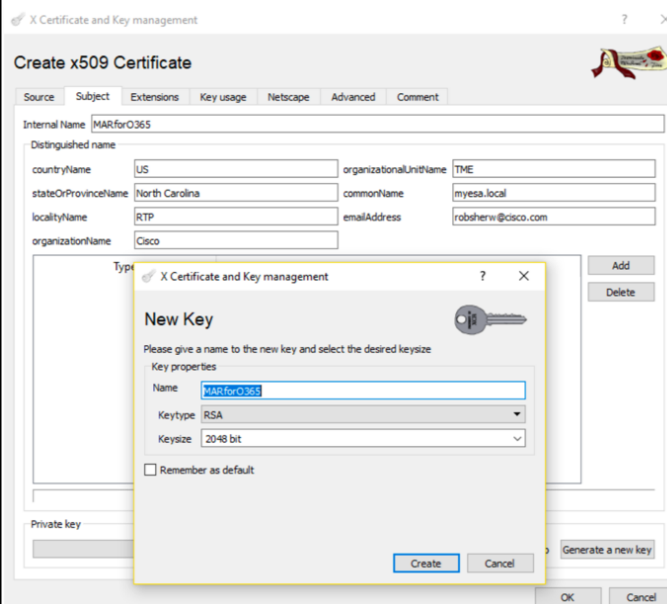 X Certificate and Key management
Create x509 Certificate
Source Subject Extensions Key usage Netscape Advanced Comment
Internal Name MARforO365
Distinguished name
countryName US organizationalUnitName TME
stateOrProvinceName North Carolina commonName myesa.local
localityName RTP emailAddress robsherw@cisco.com
organizationName Cisco
Type
Add
Delete
X Certificate and Key management
New Key
Please give a name to the new key and select the desired keysize
Key properties
Name MARforO365
Keytype RSA
Keysize 2048 bit
Remember as default
Create Cancel
Private key
Generate a new key
OK Cancel